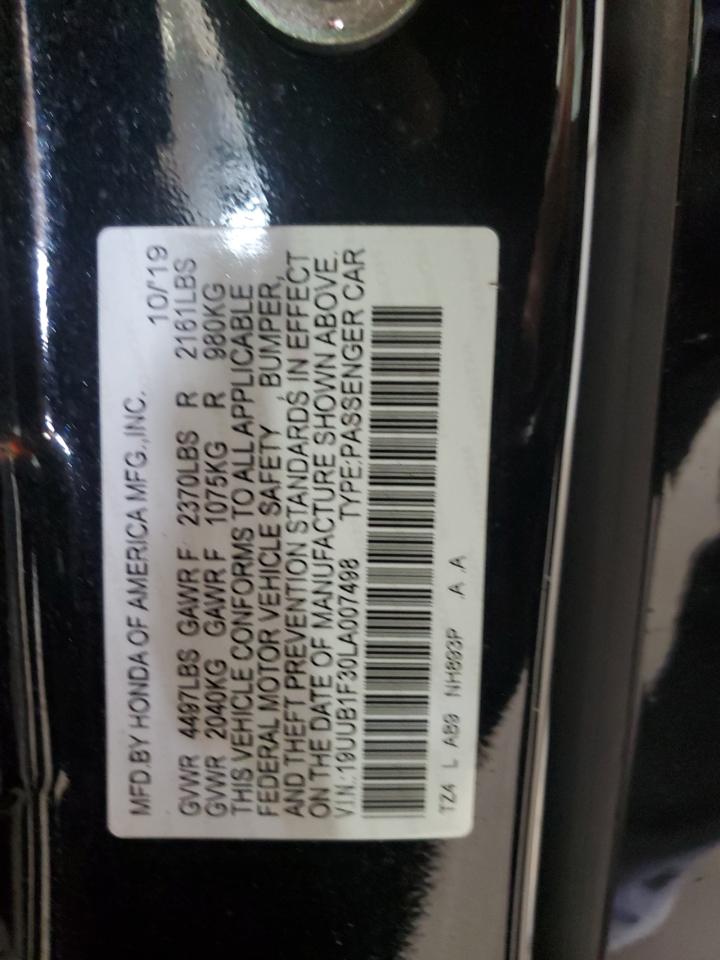 MFD.BY HONDA OF AMERICA MFG.,INC. 10/'19
GVWR 4497LBS GAWR F 2370LBS R 2161LBS
GVWR 2040KG GAWR F 1075KG R 980KG
THIS VEHICLE CONFORMS TO ALL APPLICABLE
FEDERAL MOTOR VEHICLE SAFETY , BUMPER,
AND THEFT PREVENTION STANDARDS IN EFFECT
ON THE DATE OF MANUFACTURE SHOWN ABOVE.
V.I.N.:19UUB1F30LA007498 TYPE:PASSENGER CAR
TZ4 L AB9 NH893P .A .A